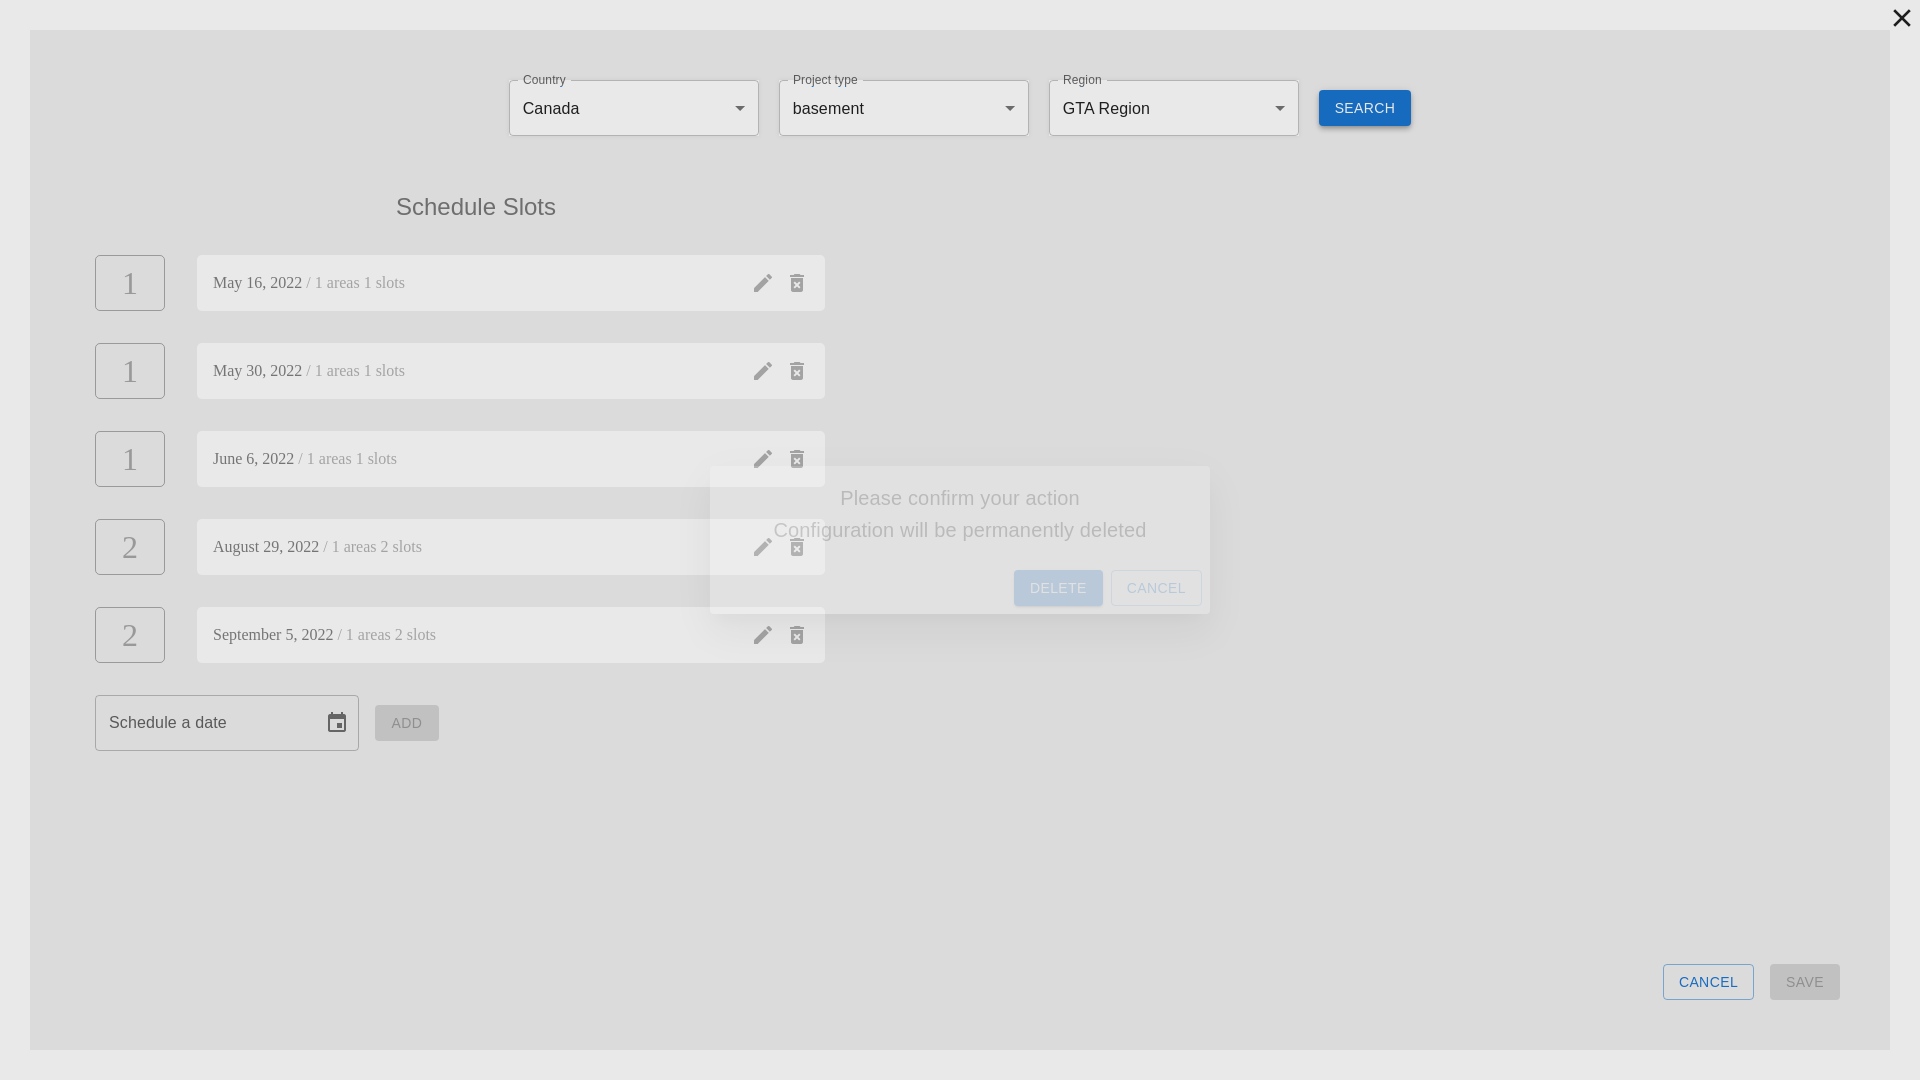 Country
Canada
Project type
basement
Region
GTA Region
SEARCH
Schedule Slots
1
May 16, 2022 / 1 areas 1 slots
1
May 30, 2022 / 1 areas 1 slots
1
June 6, 2022 / 1 areas 1 slots
2
August 29, 2022 / 1 areas 2 slots
2
September 5, 2022 / 1 areas 2 slots
Please confirm your action
Configuration will be permanently deleted
DELETE
CANCEL
Schedule a date
ADD
CANCEL
SAVE